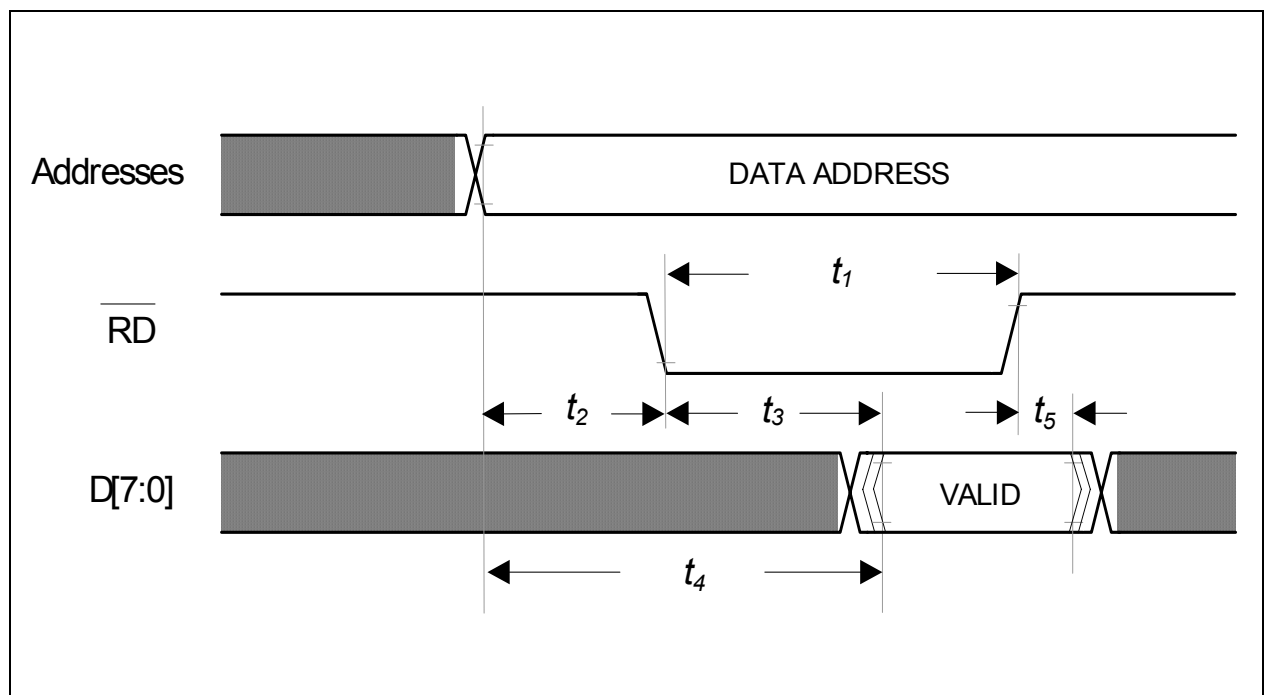 Addresses
DATA ADDRESS
t1
RD
t2
t3
t5
D[7:0]
VALID
t4